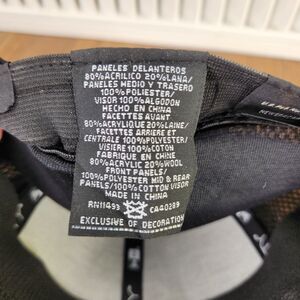 PANELES DELANTEROS
80%ACRILICO 20%LANA/
PANELES MEDIO Y TRASERO
100%POLIESTER/
VISOR 100%ALGODON
HECHO EN CHINA
FACETTES AVANT
80%ACRYLIQUE 20%LAINE/
FACETTES ARRIERE ET
CENTRALE 100%POLYESTER/
VISIERE 100% COTON
FABRIQUE EN CHINE
80%ACRYLIC 20% WOOL
FRONT PANELS/
100%POLYESTER MID & REAR
PANELS/100%COTTON VISOR
MADE IN CHINA
RN11493 CA40289
EXCLUSIVE OF DECORATION